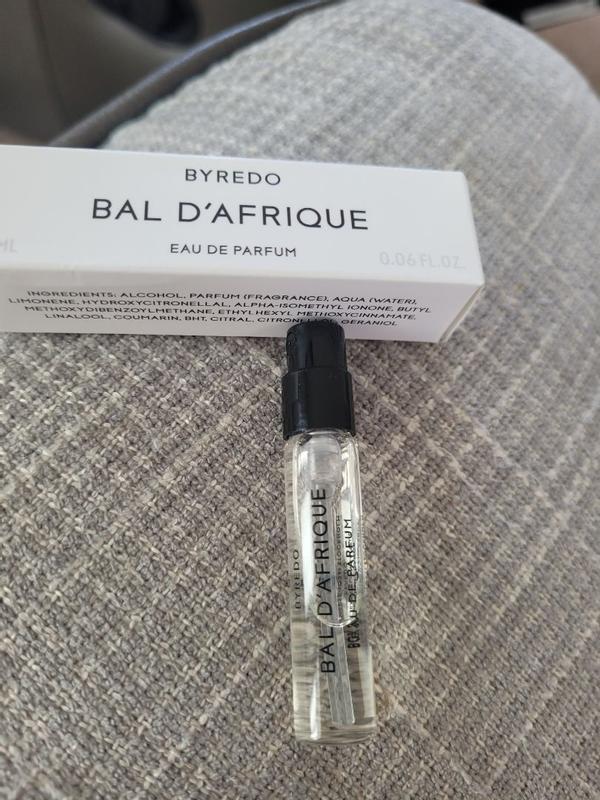 BYREDO
BAL D'AFRIQUE
EAU DE PARFUM
ML 0.06 FL.OZ.
INGREDIENTS: ALCOHOL, PARFUM (FRAGRANCE), AQUA (WATER),
LIMONENE, HYDROXYCITRONELLAL, ALPHA-ISOMETHYL IONONE, BUTYL
METHOXYDIBENZOYLMETHANE, ETHYLHEXYL METHOXYCINNAMATE,
LINALOOL, COUMARIN, BHT, CITRAL, GERANIOL
BYREDO
BAL D'AFRIQUE
EAU DE PARFUM